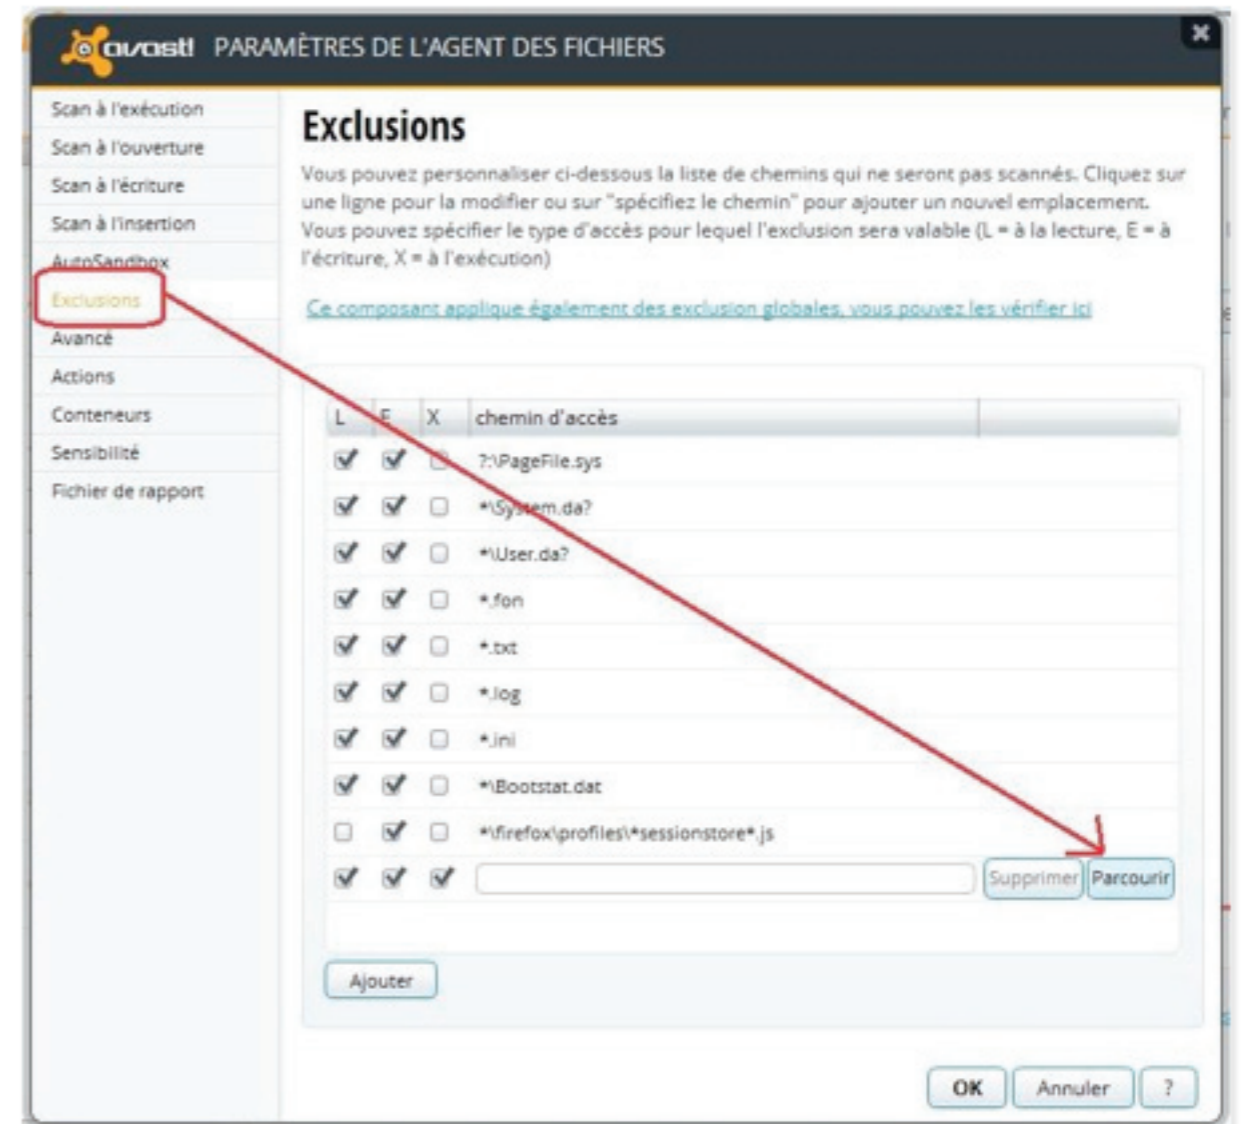 avast! PARAMÈTRES DE L'AGENT DES FICHIERS
Scan à l'exécution
Scan à l'ouverture
Scan à l'écriture
Scan à l'insertion
AutoSandbox
Exclusions
Avancé
Actions
Conteneurs
Sensibilité
Fichier de rapport
Exclusions
Vous pouvez personnaliser ci-dessous la liste de chemins qui ne seront pas scannés. Cliquez sur
une ligne pour la modifier ou sur "spécifiez le chemin" pour ajouter un nouvel emplacement.
Vous pouvez spécifier le type d'accès pour lequel l'exclusion sera valable (L = à la lecture, E = à
l'écriture, X = à l'exécution)
Ce composant applique également des exclusion globales, vous pouvez les vérifier ici
L E X chemin d'accès
?:\PageFile.sys
*\System.da?
*\User.da?
*.fon
*.txt
*.log
*.ini
*\Bootstat.dat
*\firefox\profiles\*sessionstore*.js
Supprimer Parcourir
Ajouter
OK Annuler ?